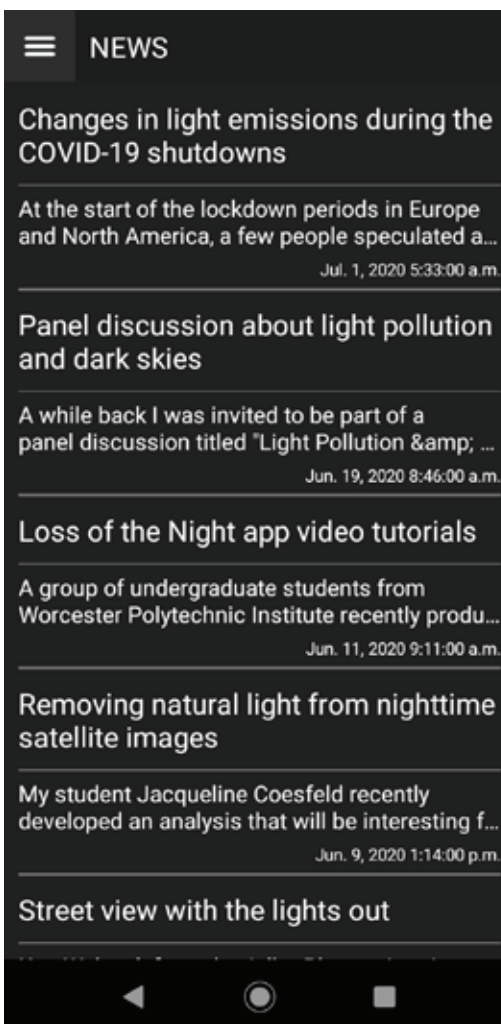 NEWS
Changes in light emissions during the
COVID-19 shutdowns
At the start of the lockdown periods in Europe
and North America, a few people speculated a...
Jul. 1, 2020 5:33:00 a.m.
Panel discussion about light pollution
and dark skies
A while back I was invited to be part of a
panel discussion titled "Light Pollution &amp; ...
Jun. 19, 2020 8:46:00 a.m.
Loss of the Night app video tutorials
A group of undergraduate students from
Worcester Polytechnic Institute recently produ...
Jun. 11, 2020 9:11:00 a.m.
Removing natural light from nighttime
satellite images
My student Jacqueline Coesfeld recently
developed an analysis that will be interesting f...
Jun. 9, 2020 1:14:00 p.m.
Street view with the lights out